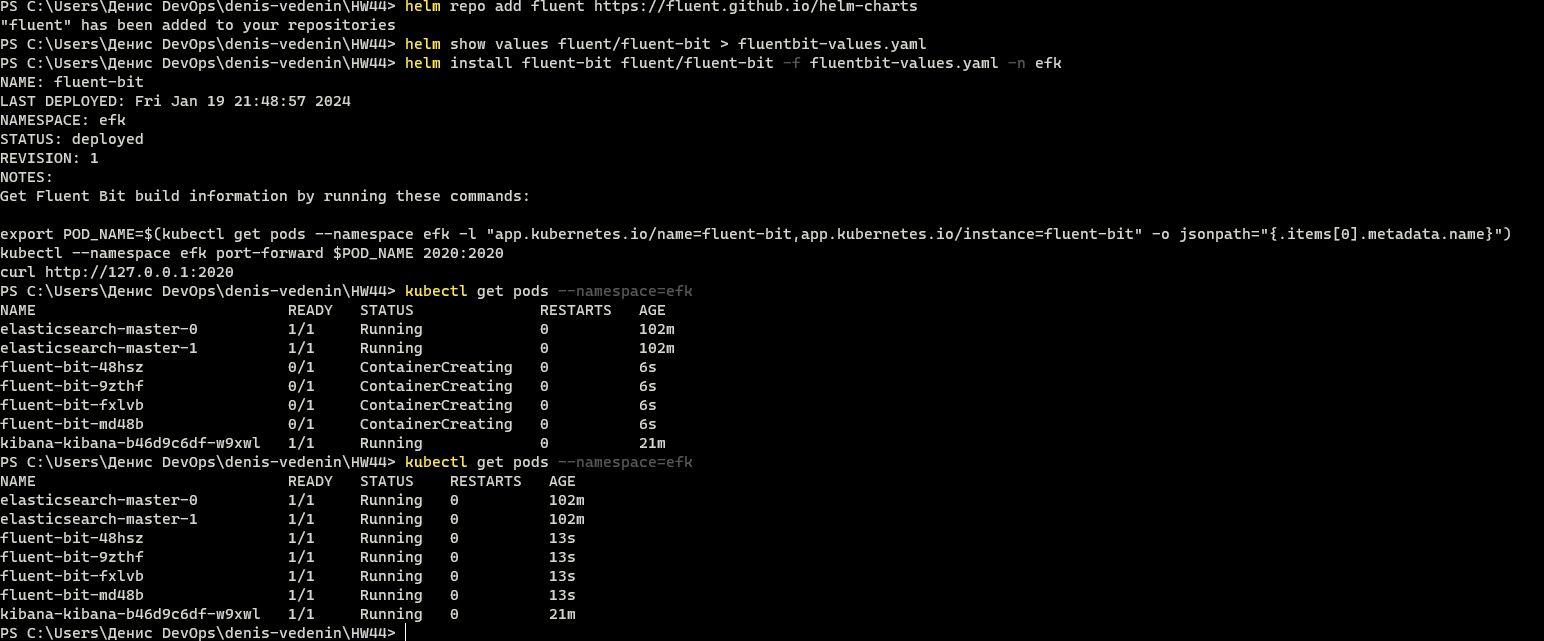 PS C:\Users\Денис DevOps\denis-vedenin\HW44> helm repo add fluent https://fluent.github.io/helm-charts
"fluent" has been added to your repositories
PS C:\Users\Денис DevOps\denis-vedenin\HW44> helm show values fluent/fluent-bit > fluentbit-values.yaml
PS C:\Users\Денис DevOps\denis-vedenin\HW44> helm install fluent-bit fluent/fluent-bit -f fluentbit-values.yaml -n efk
NAME: fluent-bit
LAST DEPLOYED: Fri Jan 19 21:48:57 2024
NAMESPACE: efk
STATUS: deployed
REVISION: 1
NOTES:
Get Fluent Bit build information by running these commands:
export POD_NAME=$(kubectl get pods --namespace efk -l "app.kubernetes.io/name=fluent-bit,app.kubernetes.io/instance=fluent-bit" -o jsonpath="{.items[0].metadata.name}")
kubectl --namespace efk port-forward $POD_NAME 2020:2020
curl http://127.0.0.1:2020
PS C:\Users\Денис DevOps\denis-vedenin\HW44> kubectl get pods --namespace=efk
NAME READY STATUS RESTARTS AGE
elasticsearch-master-0 1/1 Running 0 102m
elasticsearch-master-1 1/1 Running 0 102m
fluent-bit-48hsz 0/1 ContainerCreating 0 6s
fluent-bit-9zthf 0/1 ContainerCreating 0 6s
fluent-bit-fxlvb 0/1 ContainerCreating 0 6s
fluent-bit-md48b 0/1 ContainerCreating 0 6s
kibana-kibana-b46d9c6df-w9xwl 1/1 Running 0 21m
PS C:\Users\Денис DevOps\denis-vedenin\HW44> kubectl get pods --namespace=efk
NAME READY STATUS RESTARTS AGE
elasticsearch-master-0 1/1 Running 0 102m
elasticsearch-master-1 1/1 Running 0 102m
fluent-bit-48hsz 1/1 Running 0 13s
fluent-bit-9zthf 1/1 Running 0 13s
fluent-bit-fxlvb 1/1 Running 0 13s
fluent-bit-md48b 1/1 Running 0 13s
kibana-kibana-b46d9c6df-w9xwl 1/1 Running 0 21m
PS C:\Users\Денис DevOps\denis-vedenin\HW44>